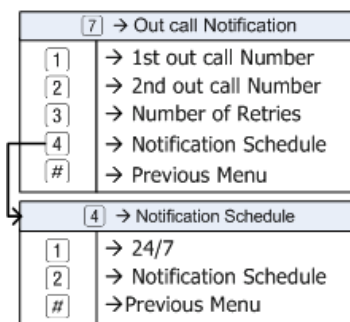 7 → Out call Notification
1 → 1st out call Number
2 → 2nd out call Number
3 → Number of Retries
4 → Notification Schedule
# → Previous Menu
4 → Notification Schedule
1 → 24/7
2 → Notification Schedule
# →Previous Menu